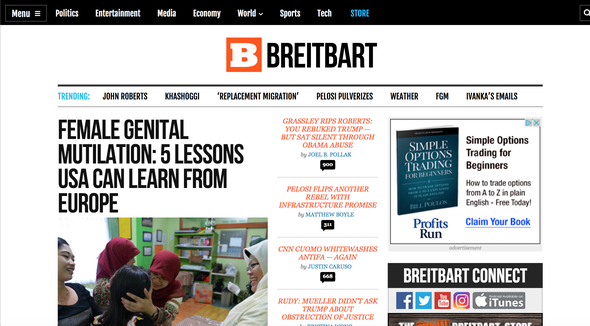 Menu ≡ Politics Entertainment Media Economy World Sports Tech STORE
B BREITBART
TRENDING: JOHN ROBERTS KHASHOGGI 'REPLACEMENT MIGRATION' PELOSI PULVERIZES WEATHER FGM IVANKA'S EMAILS
FEMALE GENITAL
MUTILATION: 5 LESSONS
USA CAN LEARN FROM
EUROPE
GRASSLEY RIPS ROBERTS:
YOU REBUKED TRUMP —
BUT SAT SILENT THROUGH
OBAMA ABUSE
by JOEL B. POLLAK
900
PELOSI FLIPS ANOTHER
REBEL WITH
INFRASTRUCTURE PROMISE
by MATTHEW BOYLE
311
CNN CUOMO WHITEWASHES
ANTIFA — AGAIN
by JUSTIN CARUSO
668
RUDY: MUELLER DIDN'T ASK
TRUMP ABOUT
OBSTRUCTION OF JUSTICE
SIMPLE
OPTIONS
TRADING
FOR BEGINNERS
BILL POULOS
Profits
Run
Simple Options
Trading for
Beginners
How to trade options
from A to Z in plain
English - Free Today!
Claim Your Book
advertisement
BREITBART CONNECT
iTunes
THE BREITBART STORE